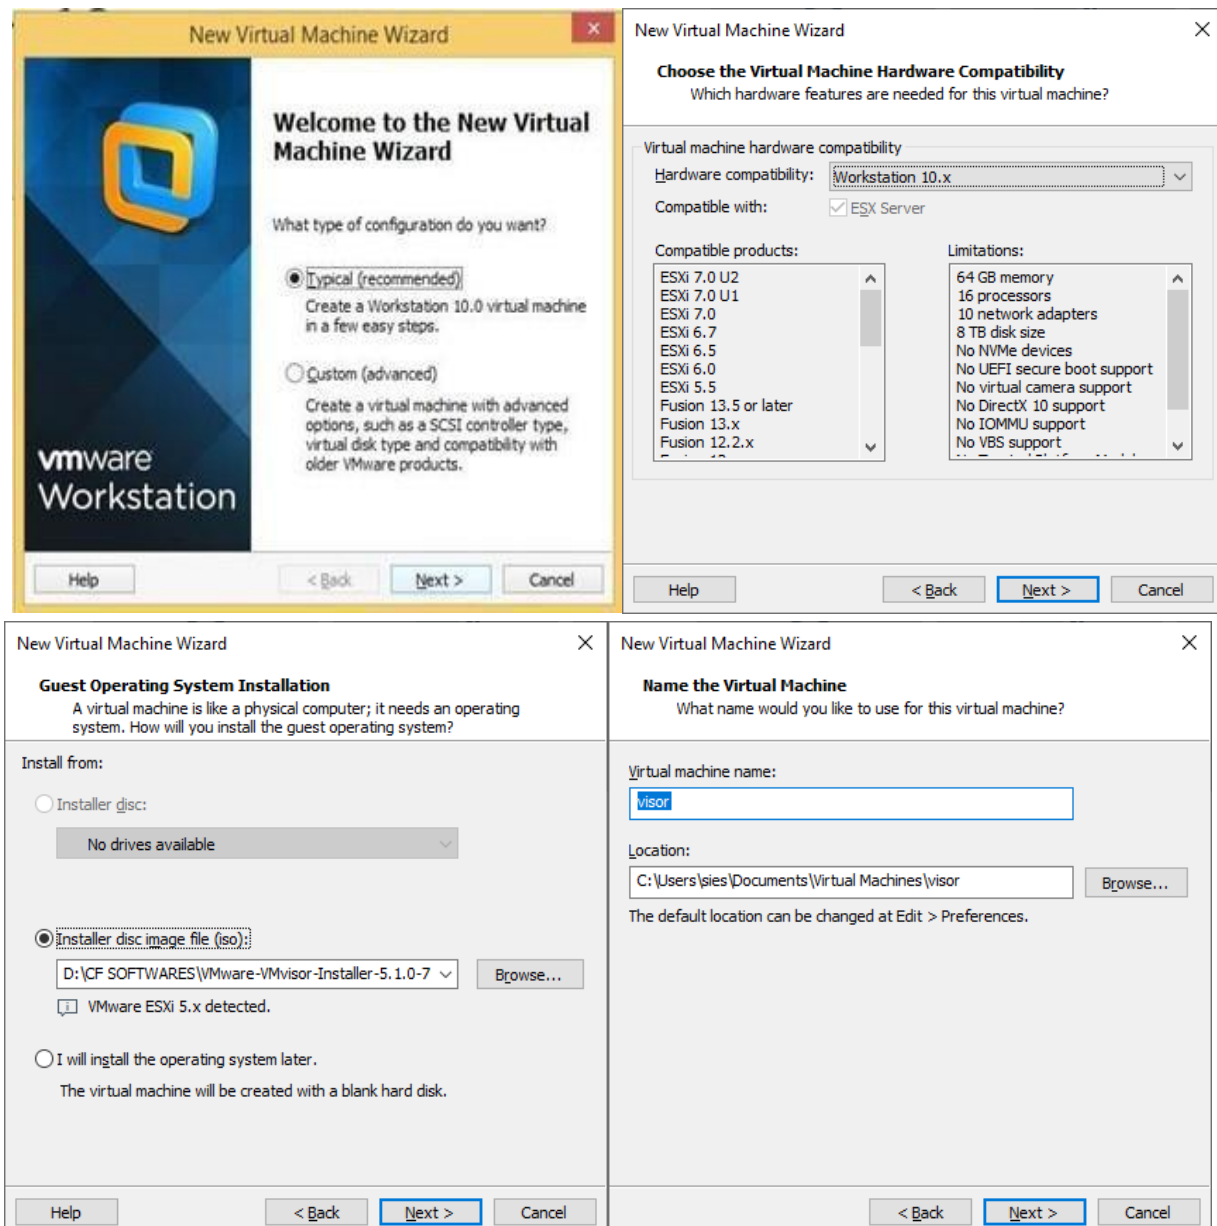 New Virtual Machine Wizard
x
Welcome to the New Virtual
Machine Wizard
What type of configuration do you want?
Typical (recommended)
Create a Workstation 10.0 virtual machine
in a few easy steps.
Custom (advanced)
Create a virtual machine with advanced
options, such as a SCSI controller type,
virtual disk type and compatibility with
older VMware products.
vmware
Workstation
Help
< Back
Next >
Cancel
New Virtual Machine Wizard
Choose the Virtual Machine Hardware Compatibility
Which hardware features are needed for this virtual machine?
Virtual machine hardware compatibility
Hardware compatibility:
Workstation 10.x
Compatible with:
ESX Server
Compatible products:
ESXi 7.0 U2
ESXi 7.0 U1
ESXi 7.0
ESXi 6.7
ESXi 6.5
ESXi 6.0
ESXi 5.5
Fusion 13.5 or later
Fusion 13.x
Fusion 12.2.x
Limitations:
64 GB memory
16 processors
10 network adapters
8 TB disk size
No NVMe devices
No UEFI secure boot support
No virtual camera support
No DirectX 10 support
No IOMMU support
No VBS support
Help
< Back
Next >
Cancel
New Virtual Machine Wizard
Guest Operating System Installation
A virtual machine is like a physical computer; it needs an operating
system. How will you install the guest operating system?
Install from:
Installer disc:
No drives available
Installer disc image file (iso):
D:\CF SOFTWARES\VMware-VMvisor-Installer-5.1.0-7
Browse...
VMware ESXi 5.x detected.
I will install the operating system later.
The virtual machine will be created with a blank hard disk.
Help
< Back
Next >
Cancel
New Virtual Machine Wizard
Name the Virtual Machine
What name would you like to use for this virtual machine?
Virtual machine name:
visor
Location:
C:\Users\sies\Documents\Virtual Machines\visor
Browse...
The default location can be changed at Edit > Preferences.
< Back
Next >
Cancel